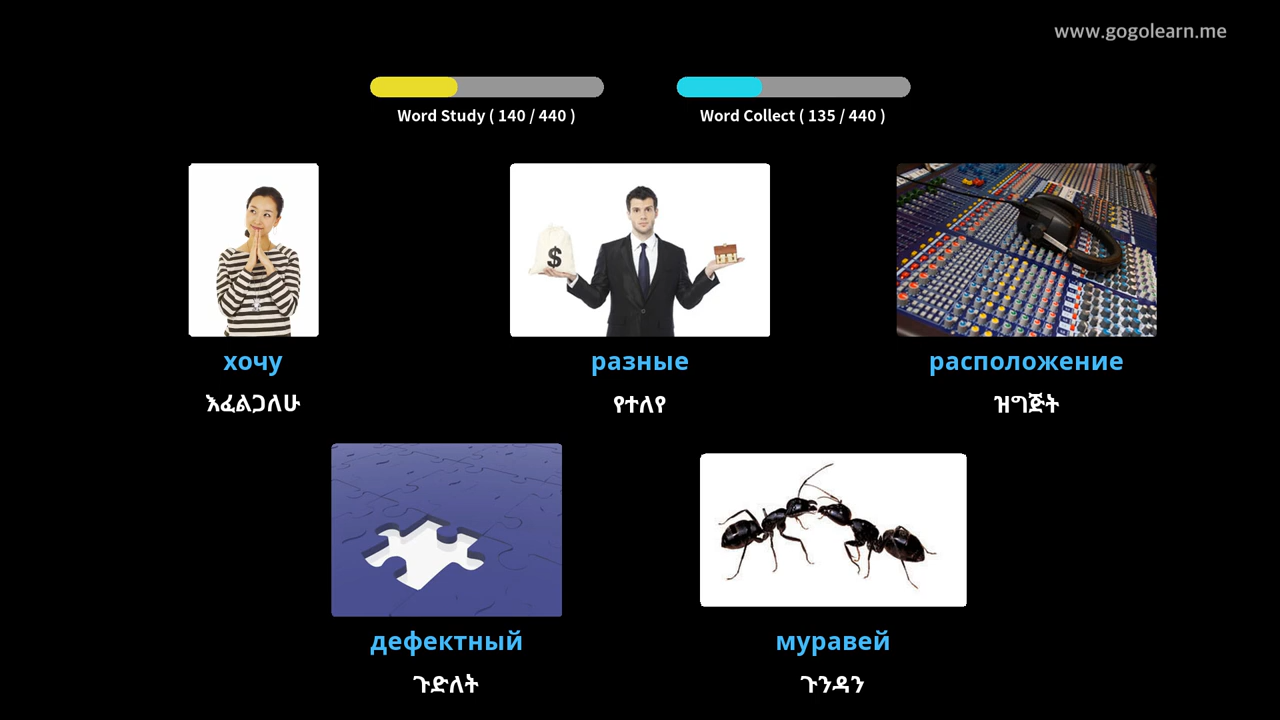 www.gogolearn.me
Word Study ( 140 / 440 )
Word Collect ( 135 / 440 )
$
хочу
разные
расположение
እፈልጋለሁ
የተለየ
ዝግጅት
дефектный
муравей
ጉድለት
ጉንዳን